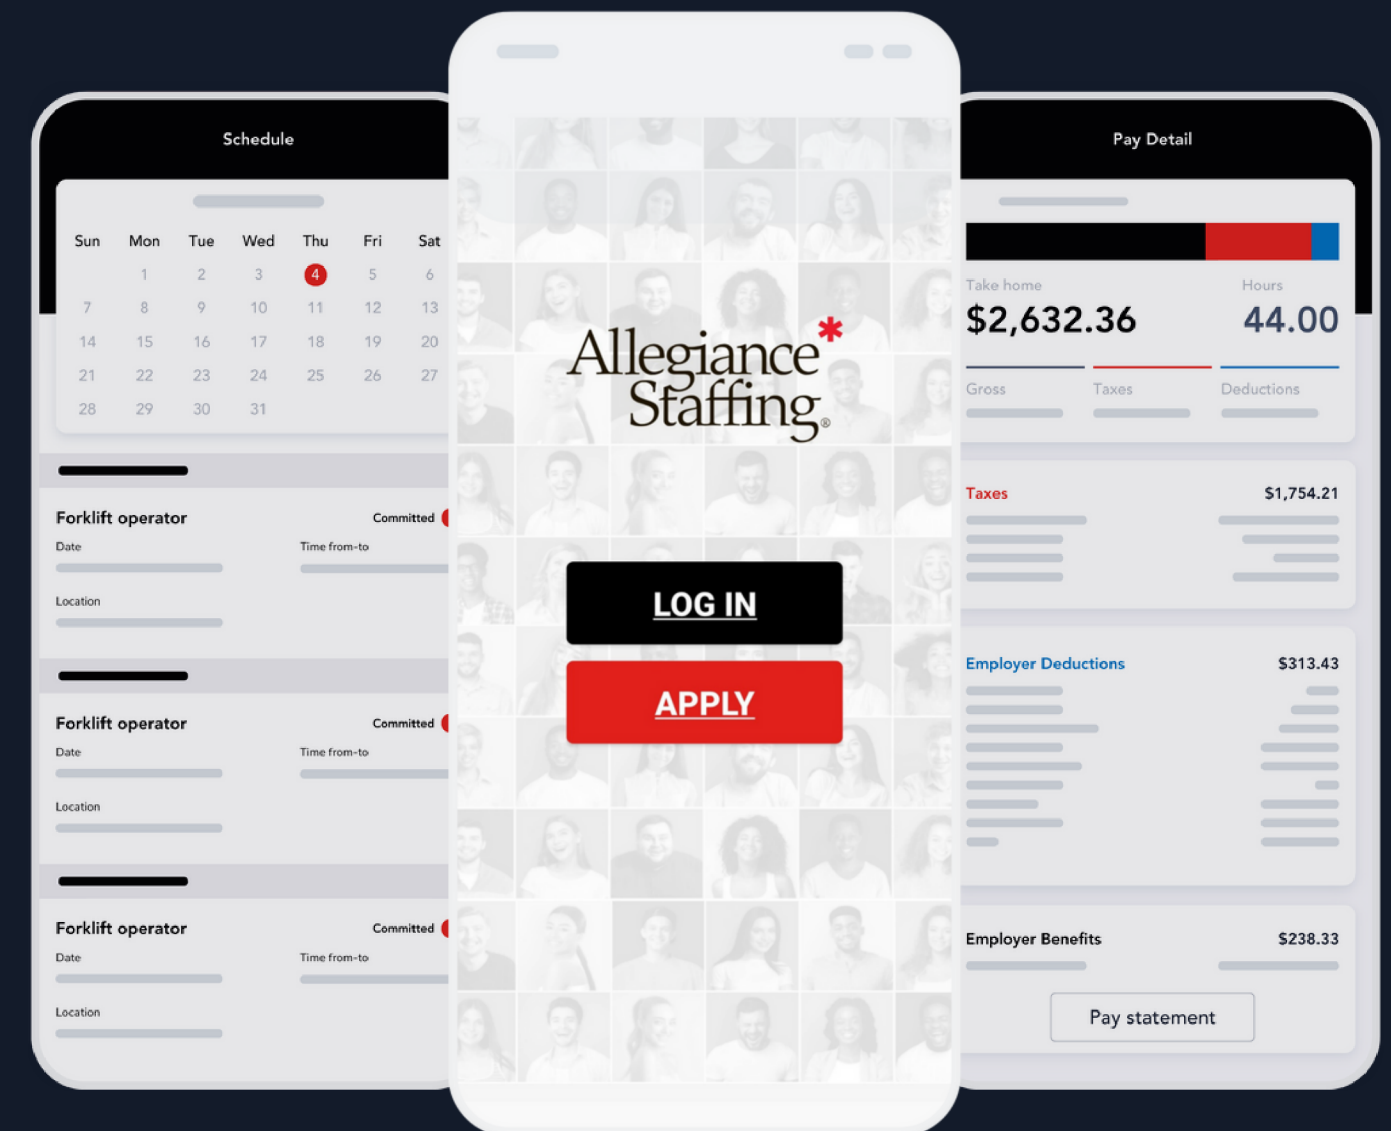 Schedule
Sun Mon Tue Wed Thu Fri Sat
1 2 3 4 5 6
7 8 9 10 11 12 13
14 15 16 17 18 19 20
21 22 23 24 25 26 27
28 29 30 31
Forklift operator Committed
Date Time from-to
Location
Forklift operator Committed
Date Time from-to
Location
Forklift operator Committed
Date Time from-to
Location
Allegiance*
Staffing®
LOG IN
APPLY
Pay Detail
Take home Hours
$2,632.36 44.00
Gross Taxes Deductions
Taxes $1,754.21
Employer Deductions $313.43
Employer Benefits $238.33
Pay statement